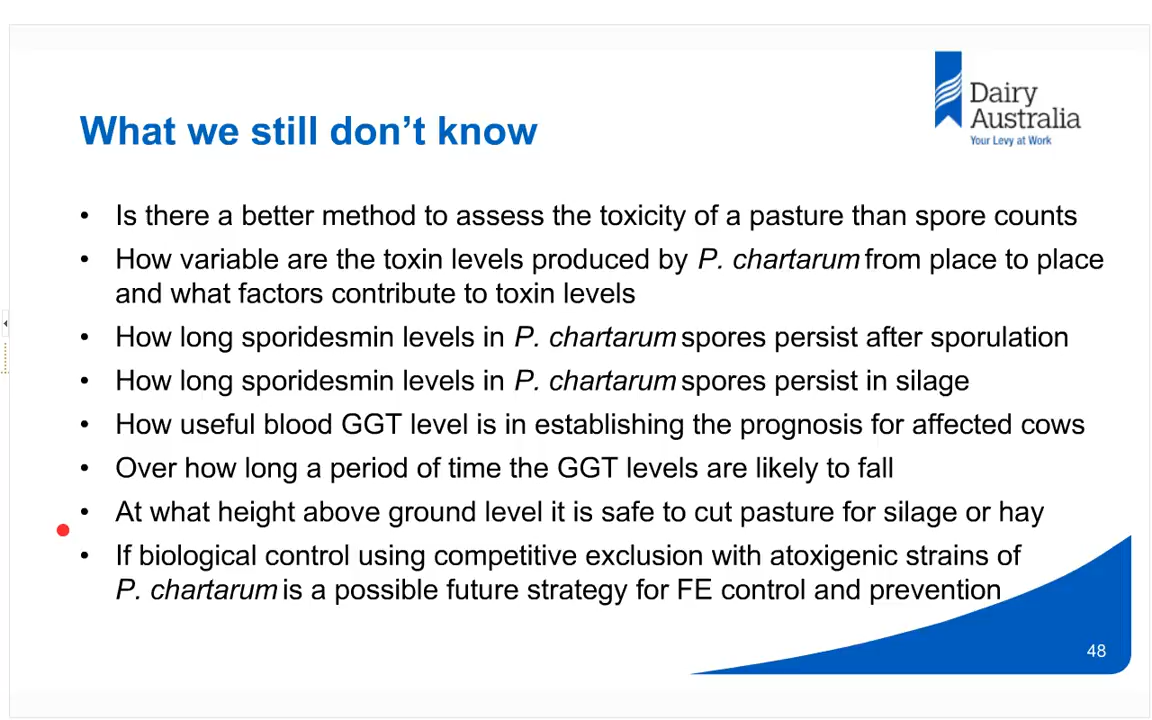 Dairy
Australia
Your Levy at Work
What we still don't know
• Is there a better method to assess the toxicity of a pasture than spore counts
• How variable are the toxin levels produced by P. chartarum from place to place
and what factors contribute to toxin levels
• How long sporidesmin levels in P. chartarum spores persist after sporulation
• How long sporidesmin levels in P. chartarum spores persist in silage
• How useful blood GGT level is in establishing the prognosis for affected cows
• Over how long a period of time the GGT levels are likely to fall
• At what height above ground level it is safe to cut pasture for silage or hay
• If biological control using competitive exclusion with atoxigenic strains of
P. chartarum is a possible future strategy for FE control and prevention
48